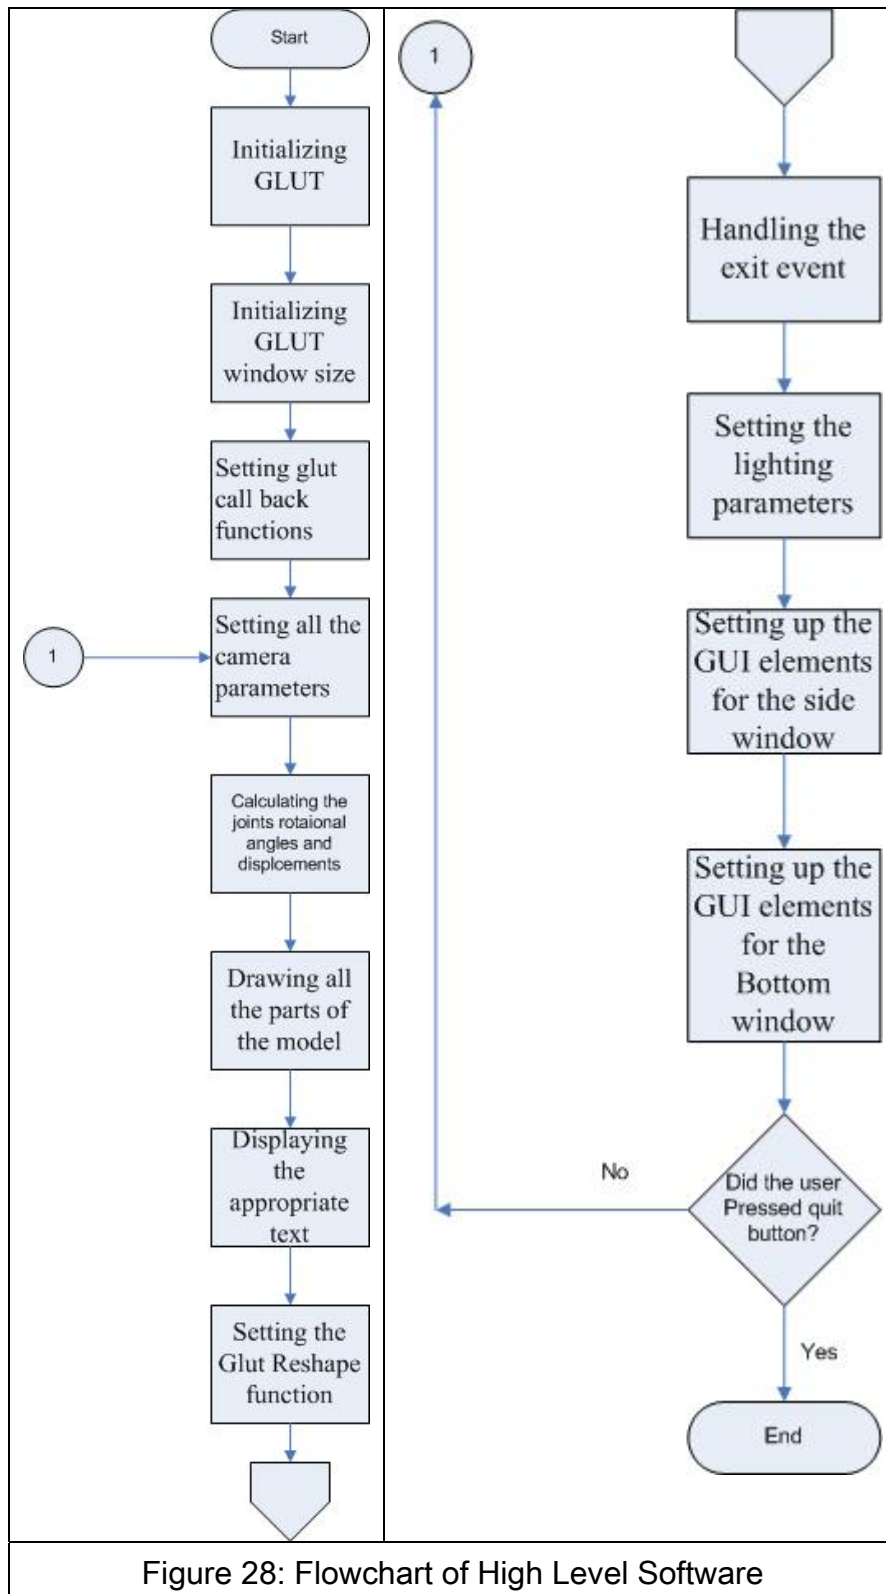 Start
Initializing
GLUT
Initializing
GLUT
window size
Setting glut
call back
functions
1
Setting all the
camera
parameters
Calculating the
joints rotaional
angles and
displcements
Drawing all
the parts of
the model
Displaying
the
appropriate
text
Setting the
Glut Reshape
function
1
Handling the
exit event
Setting the
lighting
parameters
Setting up the
GUI elements
for the side
window
Setting up the
GUI elements
for the
Bottom
window
Did the user
Pressed quit
button?
No
Yes
End
Figure 28: Flowchart of High Level Software